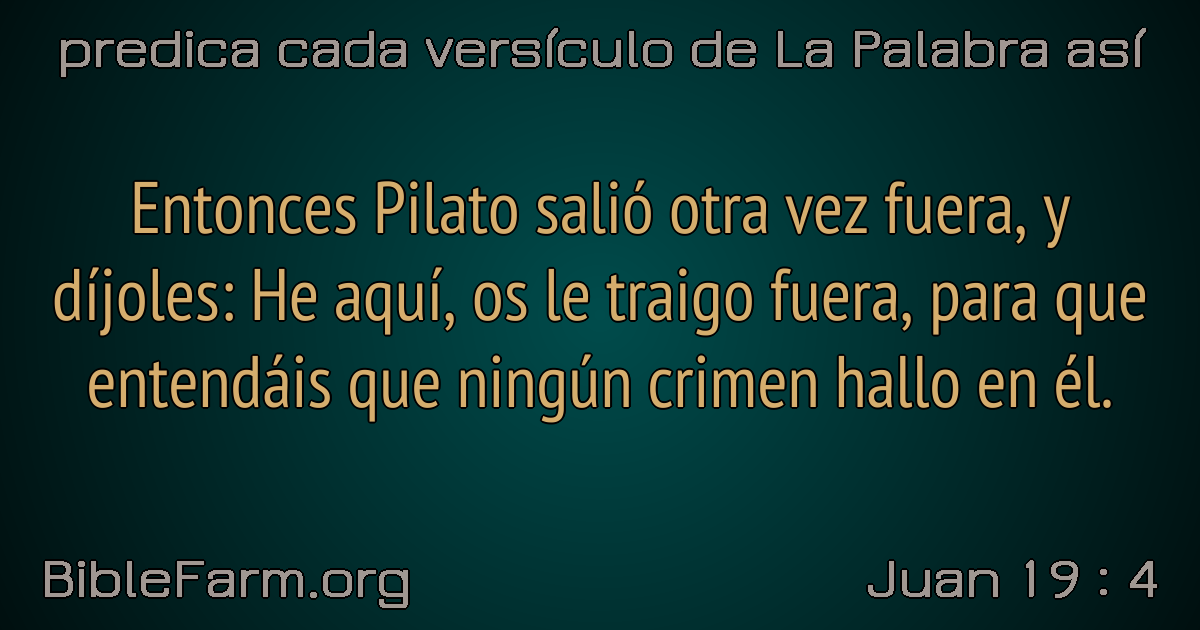 predica cada versículo de La Palabra así
Entonces Pilato salió otra vez fuera, y
díjoles: He aquí, os le traigo fuera, para que
entendáis que ningún crimen hallo en él.
BibleFarm.org
Juan 19 : 4